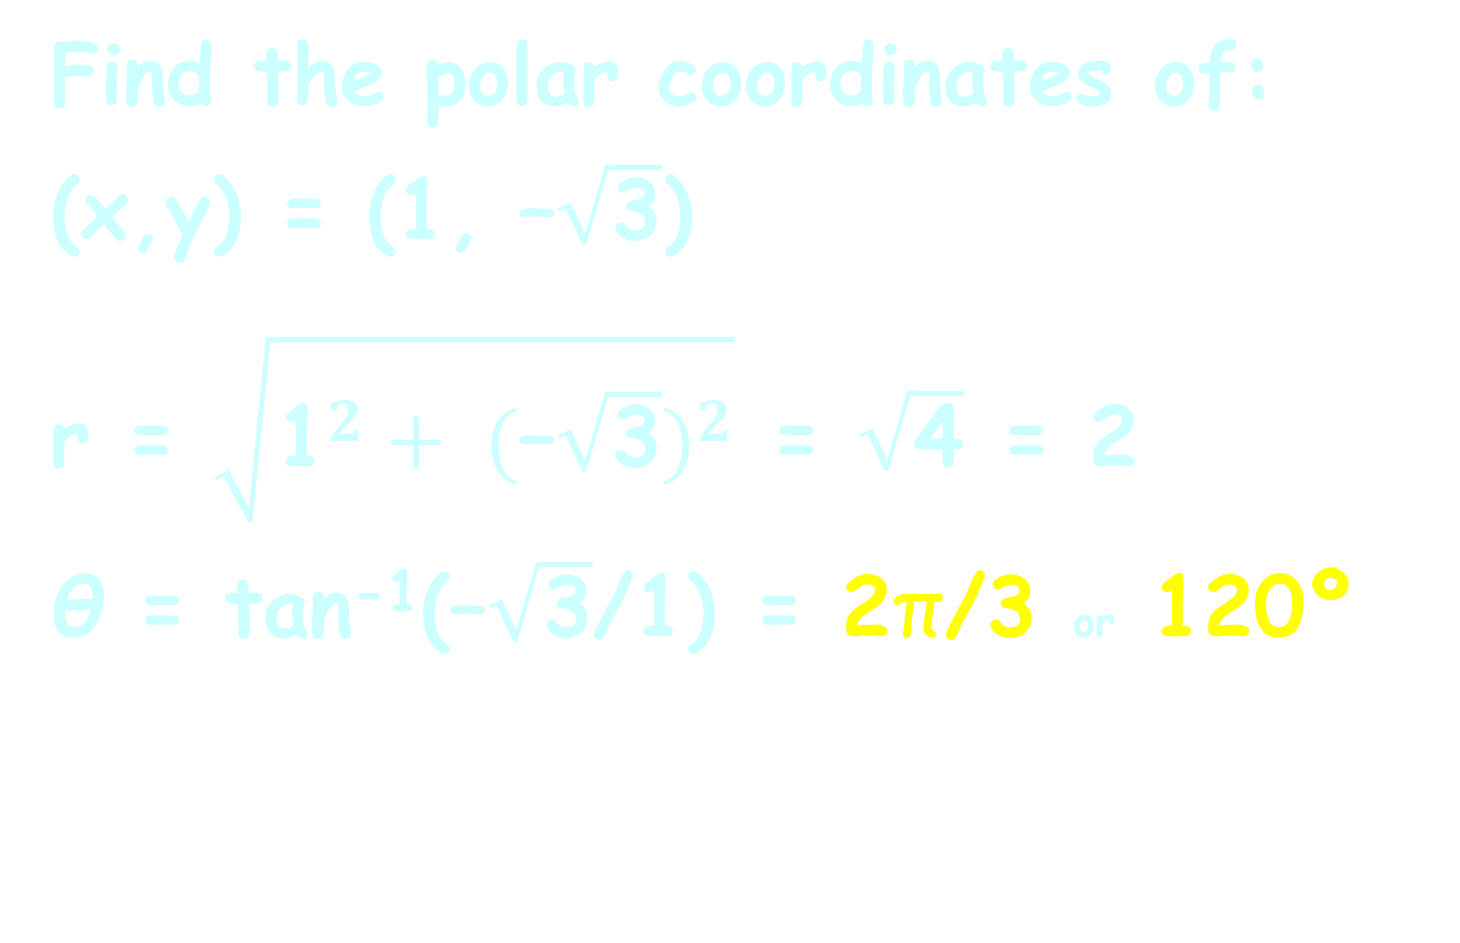 Find the polar coordinates of:
(x,y) = (1, -√3)
r = √(1² + (-√3)²) = √4 = 2
θ = tan⁻¹(-√3/1) = 2π/3 or 120°